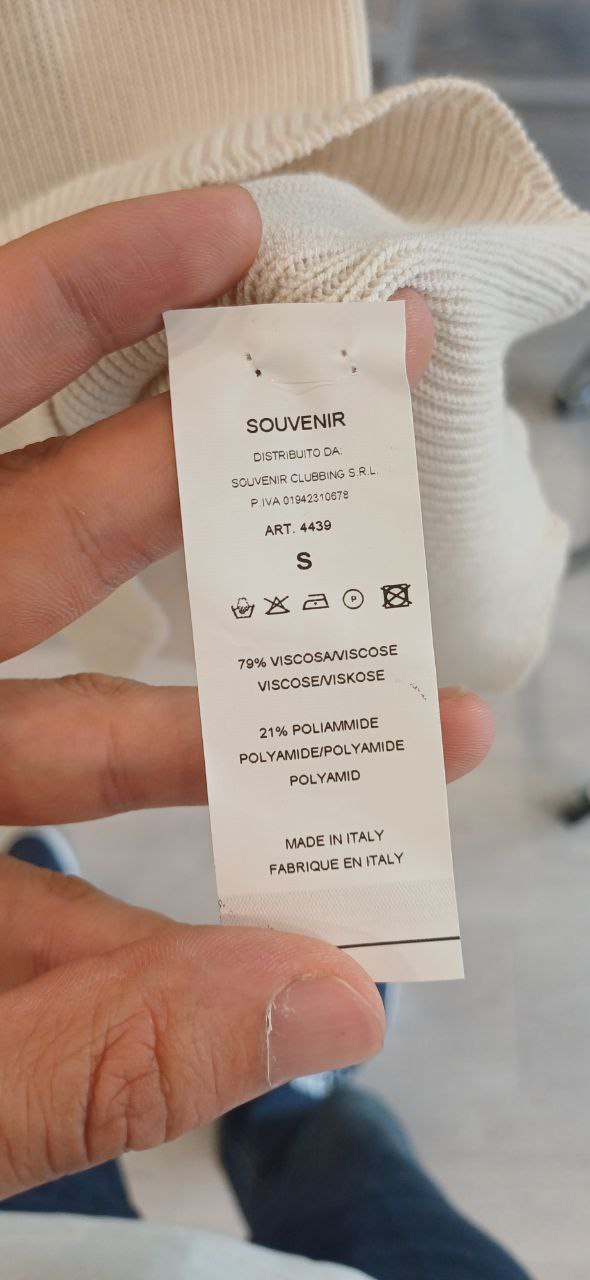 SOUVENIR
DISTRIBUITO DA:
SOUVENIR CLUBBING S.R.L.
P.IVA 01942310678
ART. 4439
S
P
79% VISCOSA/VISCOSE
VISCOSE/VISKOSE
21% POLIAMMIDE
POLYAMIDE/POLYAMIDE
POLYAMID
MADE IN ITALY
FABRIQUE EN ITALY